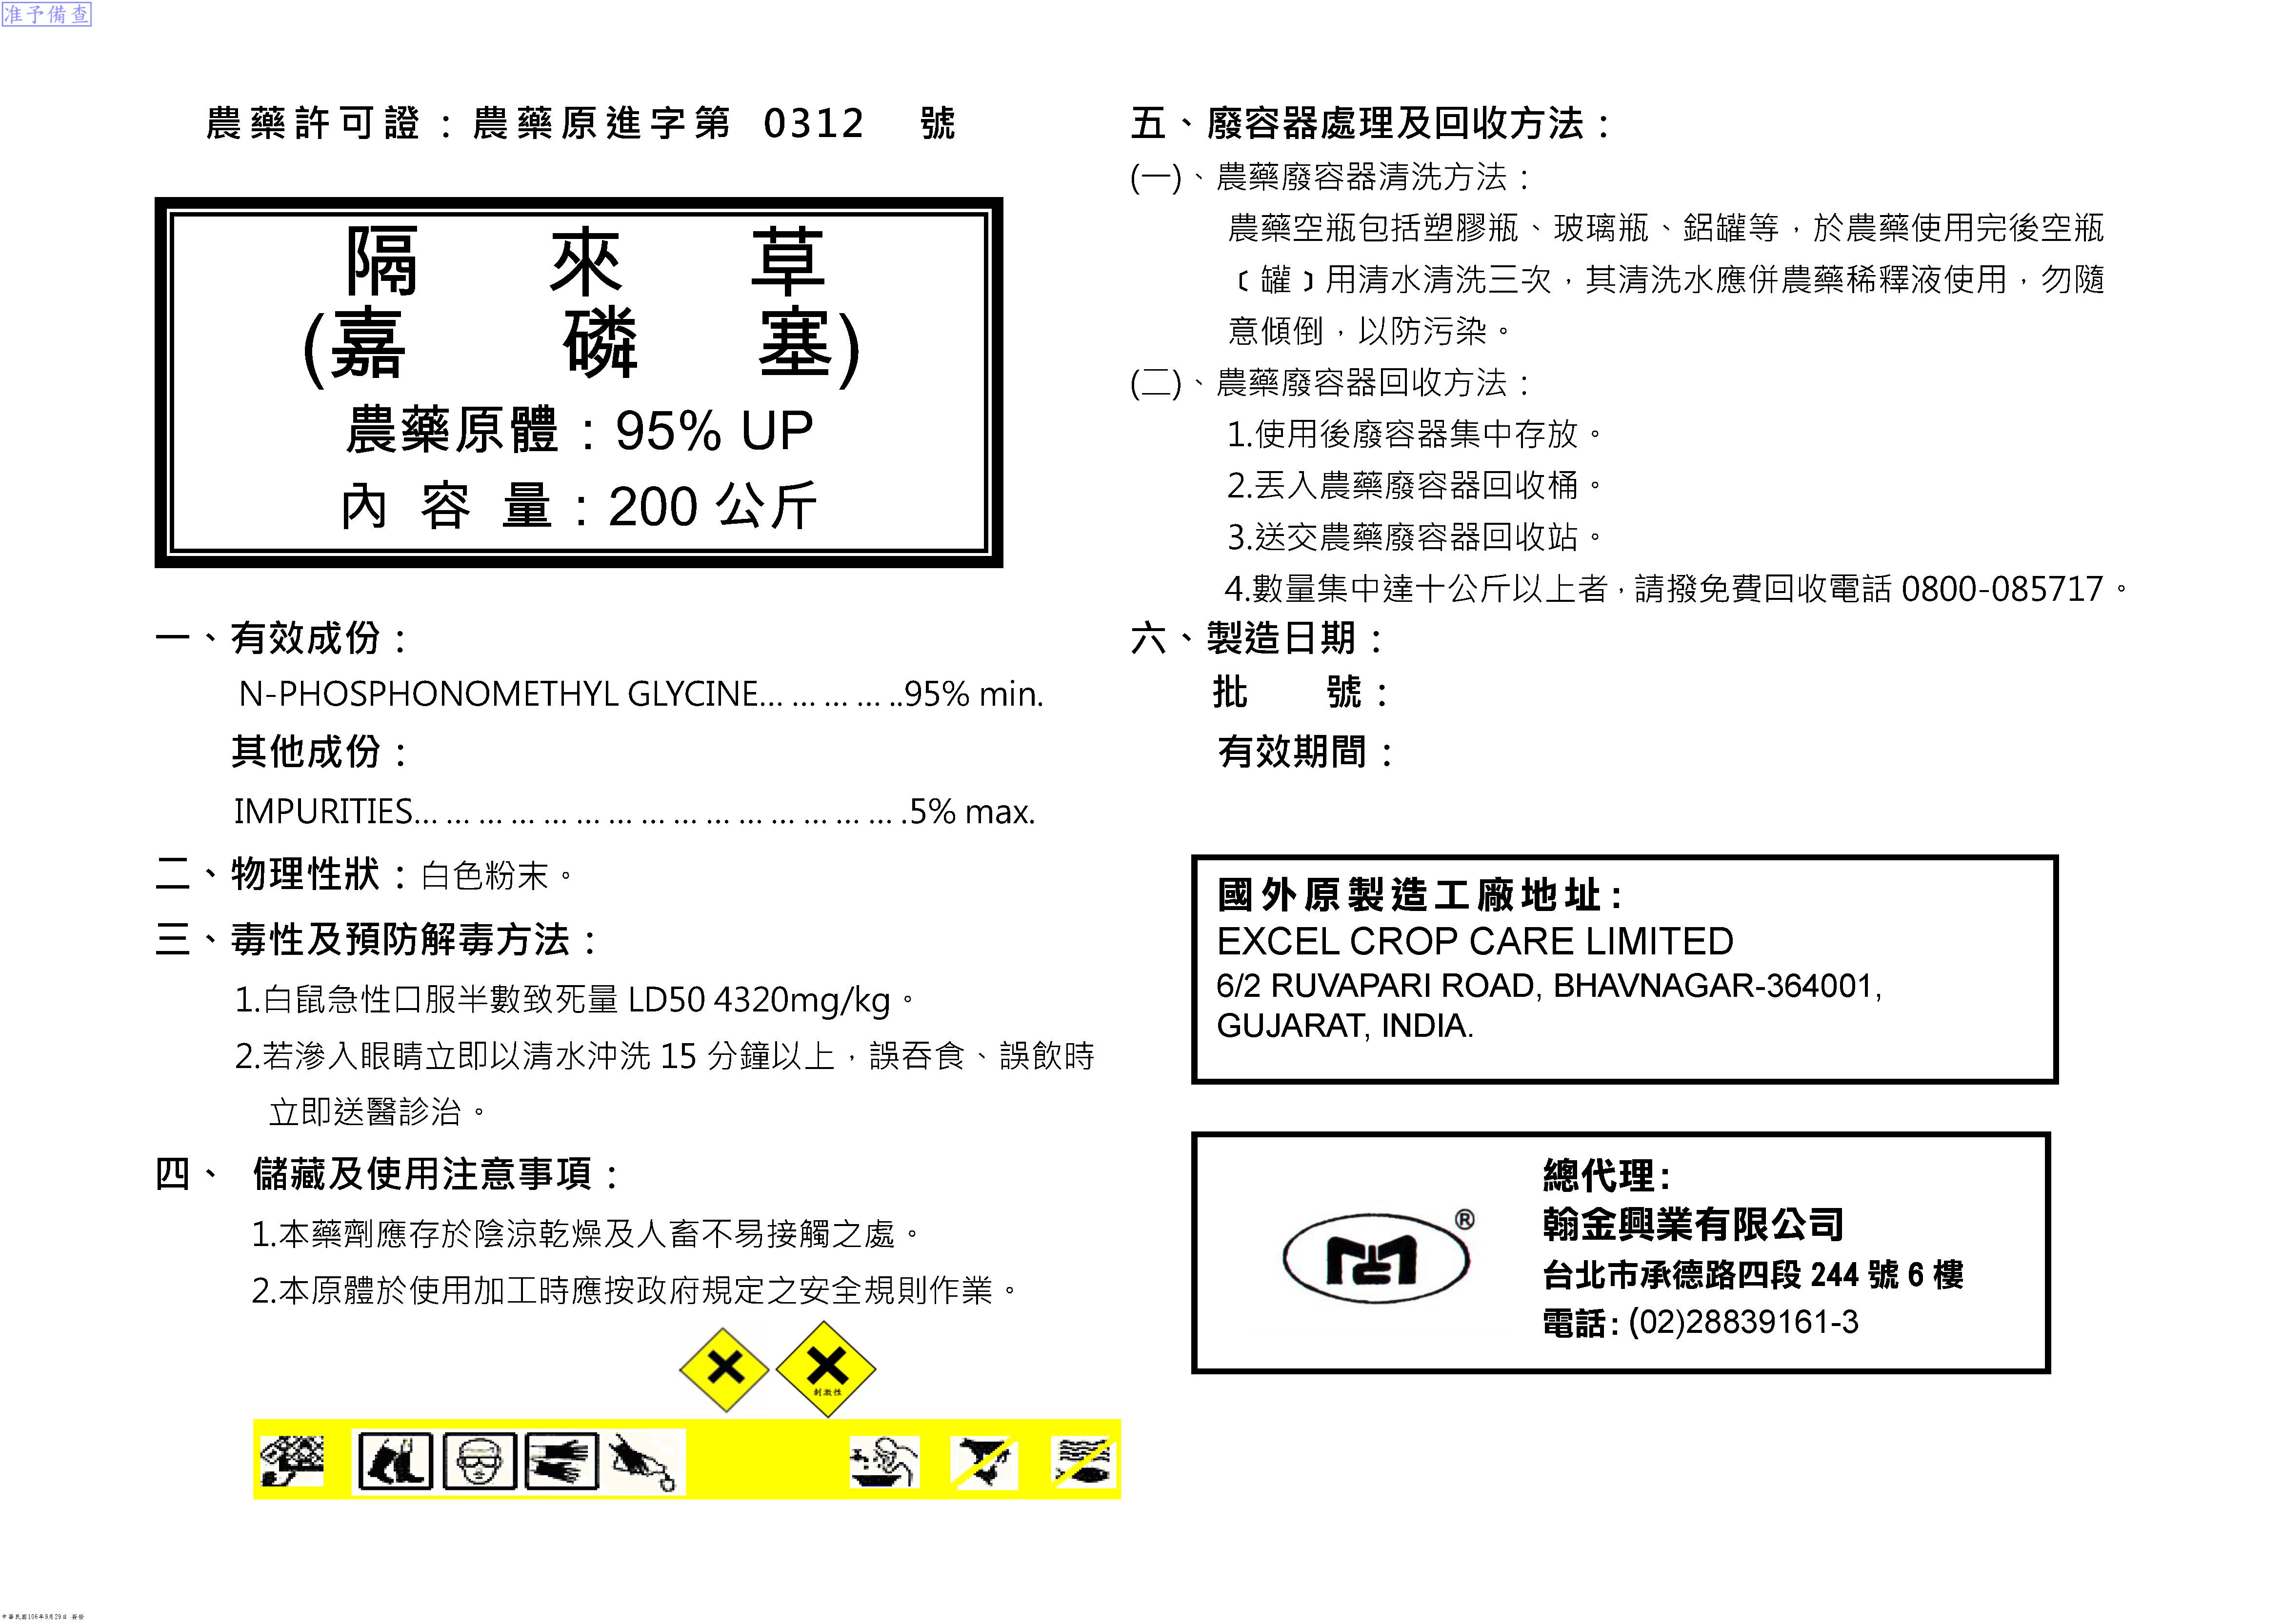 准予備查
農藥許可證：農藥原進字第 0312 號
隔來草
(嘉磷塞)
農藥原體：95% UP
內容量：200 公斤
一、有效成份：
N-PHOSPHONOMETHYL GLYCINE… … … … ..95% min.
其他成份：
IMPURITIES… … … … … … … … … … … … … … … .5% max.
二、物理性狀：白色粉末。
三、毒性及預防解毒方法：
1.白鼠急性口服半數致死量 LD50 4320mg/kg。
2.若滲入眼睛立即以清水沖洗 15 分鐘以上，誤吞食、誤飲時
立即送醫診治。
四、 儲藏及使用注意事項：
1.本藥劑應存於陰涼乾燥及人畜不易接觸之處。
2.本原體於使用加工時應按政府規定之安全規則作業。
刺激性
五、廢容器處理及回收方法：
(一)、農藥廢容器清洗方法：
農藥空瓶包括塑膠瓶、玻璃瓶、鋁罐等，於農藥使用完後空瓶
﹝罐﹞用清水清洗三次，其清洗水應併農藥稀釋液使用，勿隨
意傾倒，以防污染。
(二)、農藥廢容器回收方法：
1.使用後廢容器集中存放。
2.丟入農藥廢容器回收桶。
3.送交農藥廢容器回收站。
4.數量集中達十公斤以上者，請撥免費回收電話 0800-085717。
六、製造日期：
批　　號：
有效期間：
國外原製造工廠地址：
EXCEL CROP CARE LIMITED
6/2 RUVAPARI ROAD, BHAVNAGAR-364001,
GUJARAT, INDIA.
®
總代理：
翰金興業有限公司
台北市承德路四段 244 號 6 樓
電話：(02)28839161-3
中華民國106年9月29日